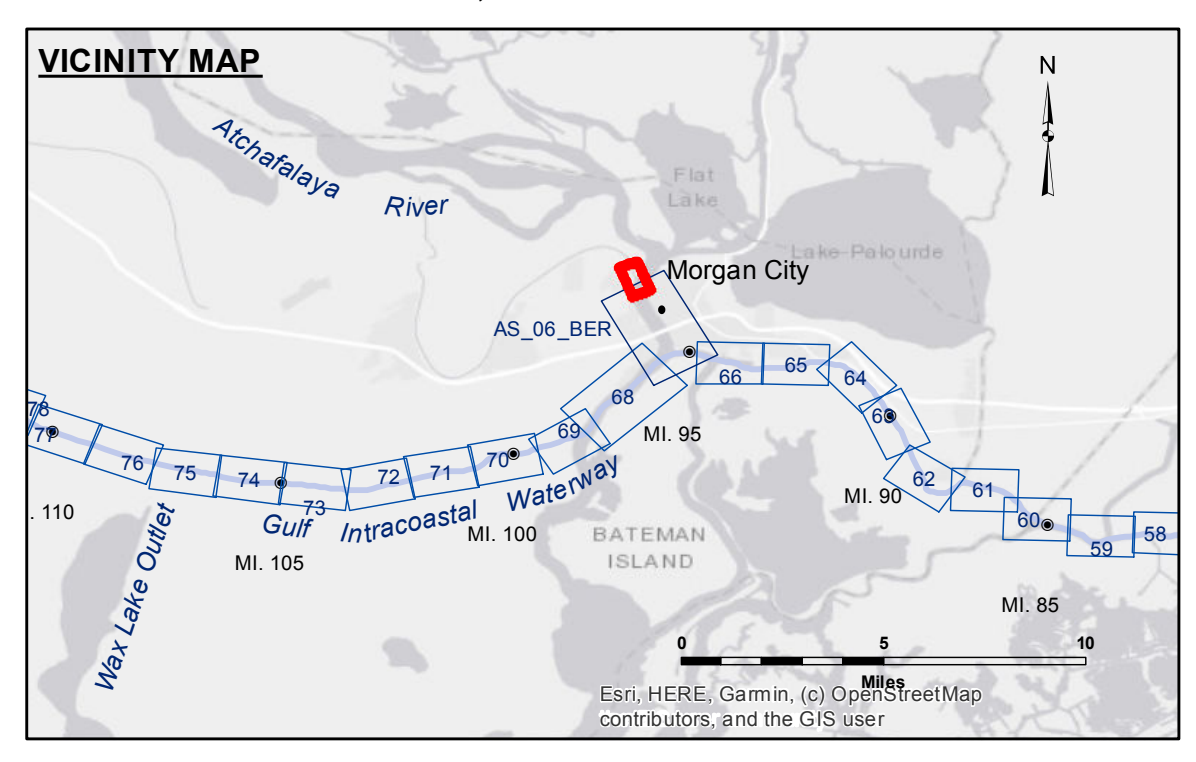 VICINITY MAP
N
Atchafalaya
River
Flat
Lake
Lake Palourde
Morgan City
AS_06_BER
66
65
64
63
62
61
60
59
58
68
69
70
71
72
73
74
75
76
77
78
MI. 95
MI. 90
MI. 85
MI. 100
MI. 105
. 110
Gulf Intracoastal Waterway
Wax Lake Outlet
BATEMAN
ISLAND
0 5 10
Miles
Esri, HERE, Garmin, (c) OpenStreetMap
contributors, and the GIS user